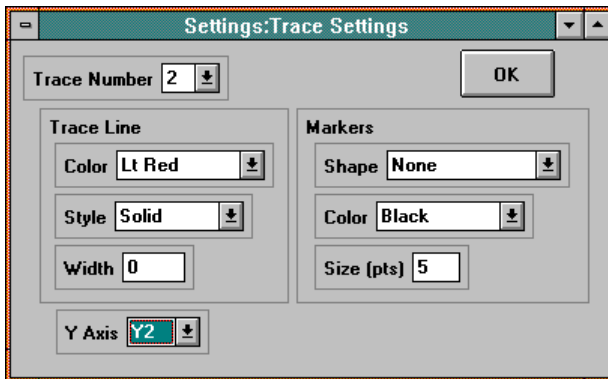 Settings:Trace Settings
Trace Number 2
OK
Trace Line
Color Lt Red
Style Solid
Width 0
Markers
Shape None
Color Black
Size (pts) 5
Y Axis Y2